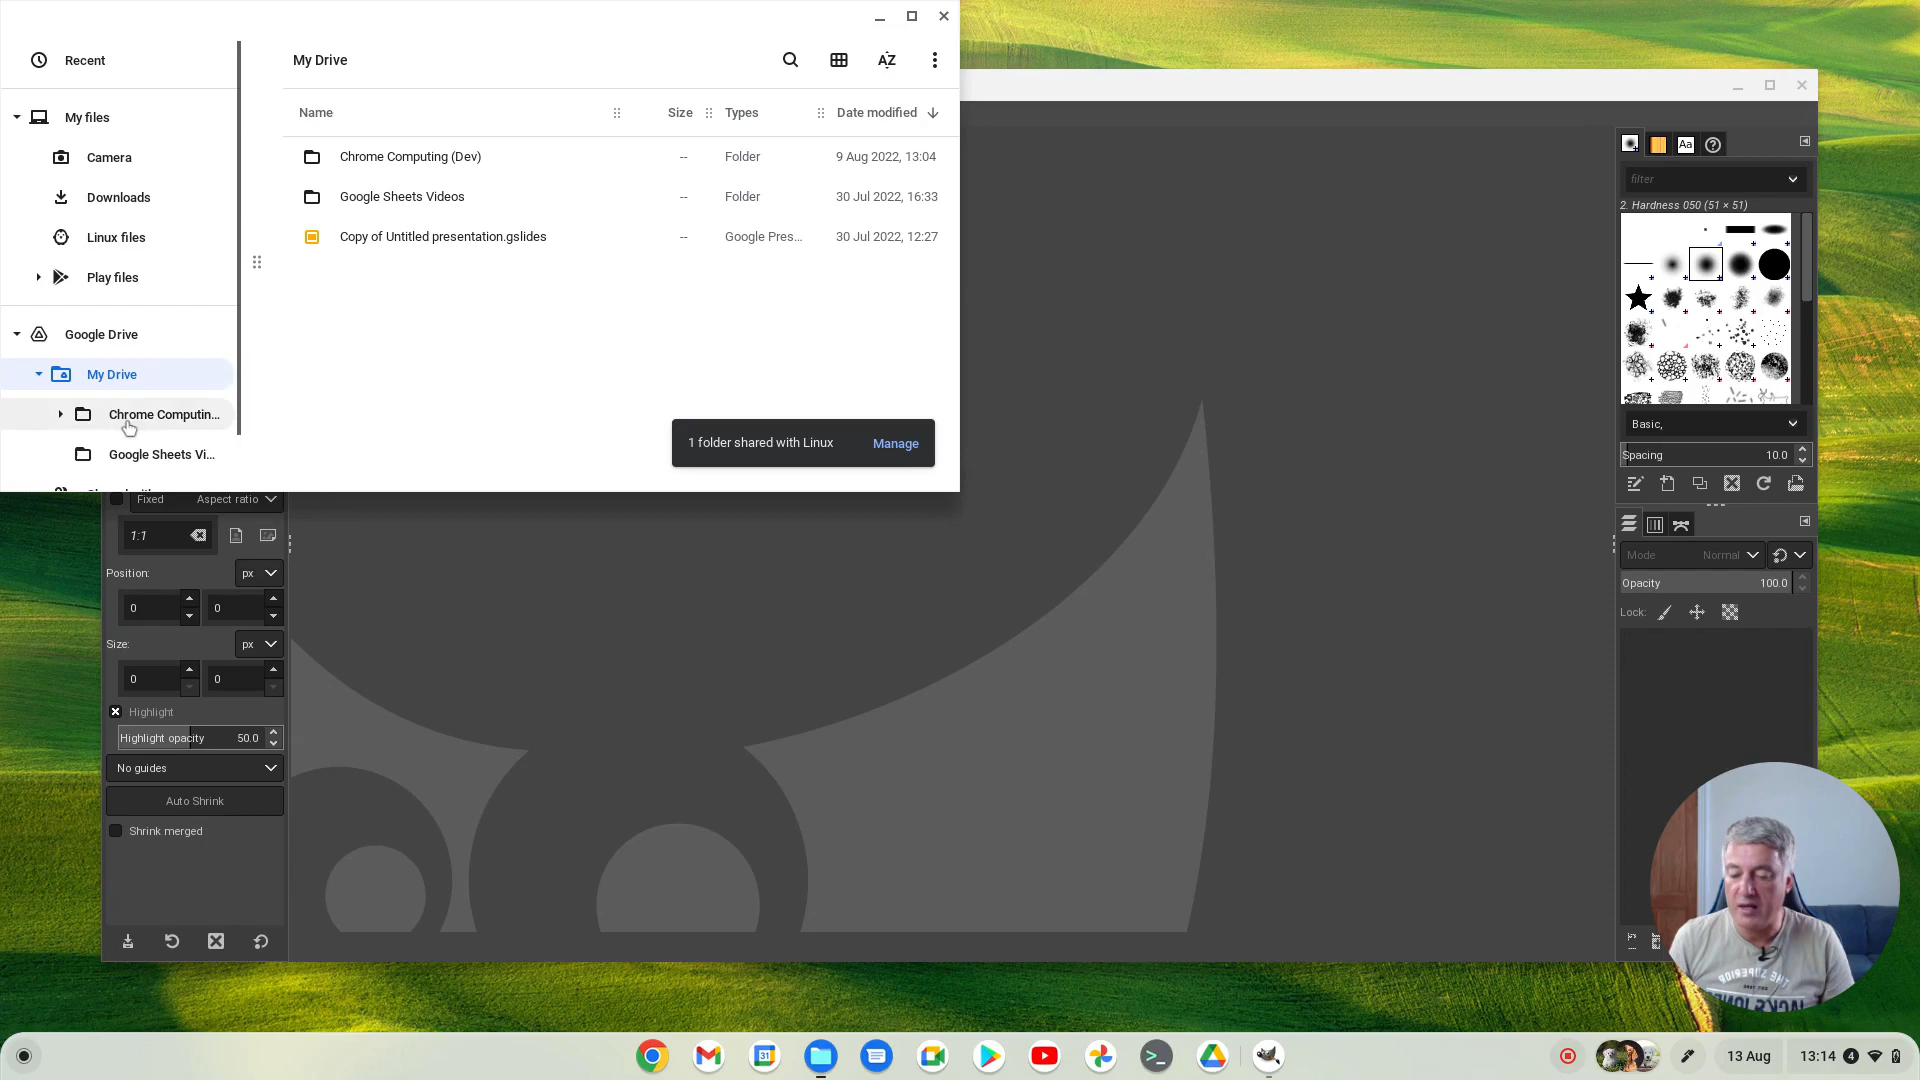 Recent
My files
Camera
Downloads
Linux files
Play files
Google Drive
My Drive
Chrome Computin...
Google Sheets Vi...
My Drive
AZ
Name
Size
Types
Date modified
Chrome Computing (Dev)
--
Folder
9 Aug 2022, 13:04
Google Sheets Videos
--
Folder
30 Jul 2022, 16:33
Copy of Untitled presentation.gslides
--
Google Pres...
30 Jul 2022, 12:27
1 folder shared with Linux
Manage
Fixed
Aspect ratio
1:1
Position:
px
0
0
Size:
px
0
0
Highlight
Highlight opacity
50.0
No guides
Auto Shrink
Shrink merged
Aa
filter
2. Hardness 050 (51 × 51)
Basic,
Spacing
10.0
Mode
Normal
Opacity
100.0
Lock:
31
13 Aug
13:14
4